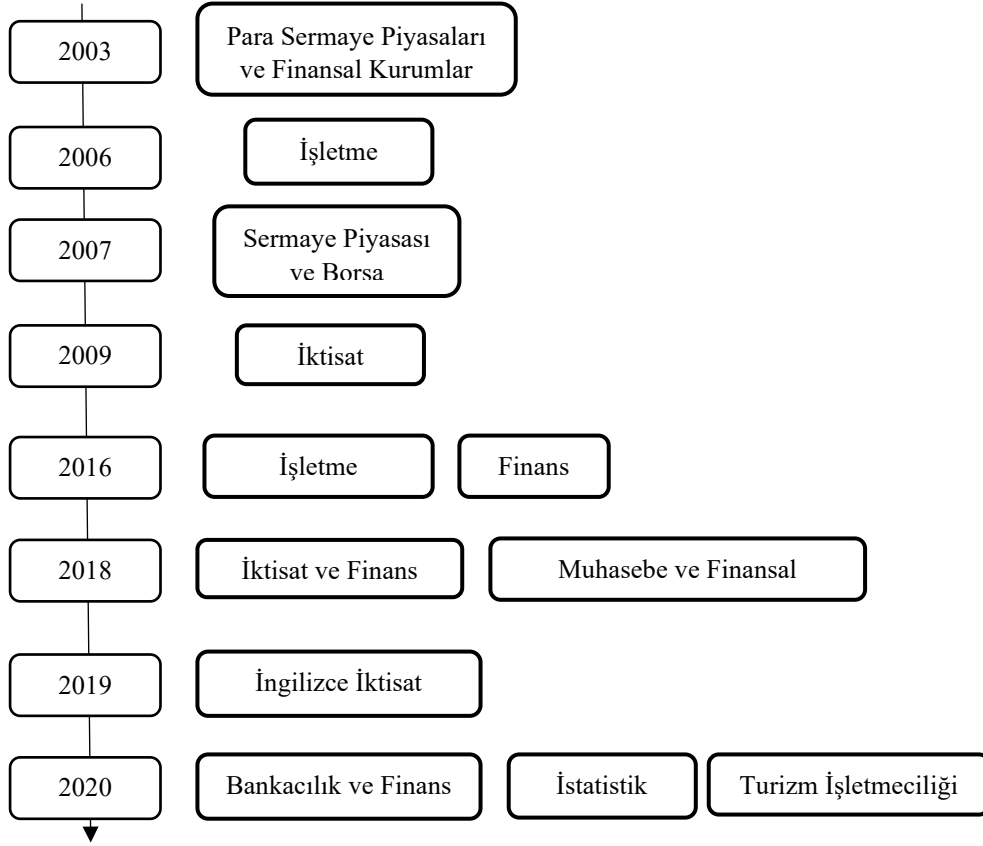 2003
Para Sermaye Piyasaları
ve Finansal Kurumlar
2006
İşletme
2007
Sermaye Piyasası
ve Borsa
2009
İktisat
2016
İşletme
Finans
2018
İktisat ve Finans
Muhasebe ve Finansal
2019
İngilizce İktisat
2020
Bankacılık ve Finans
İstatistik
Turizm İşletmeciliği